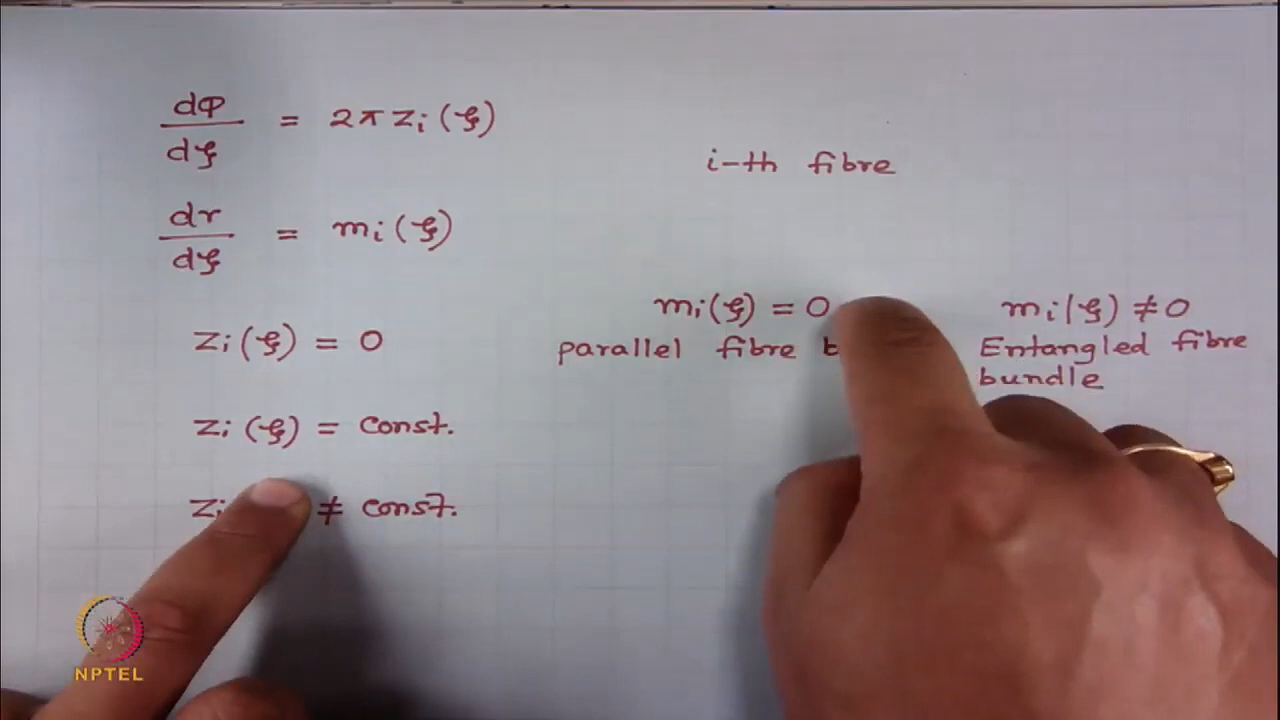 dφ/dξ = 2π zi (ξ)
i-th fibre
dr/dξ = mi (ξ)
mi(ξ) = 0
mi(ξ) ≠ 0
parallel fibre
Entangled fibre
bundle
zi (ξ) = 0
zi (ξ) = const.
zi ≠ const.
NPTEL